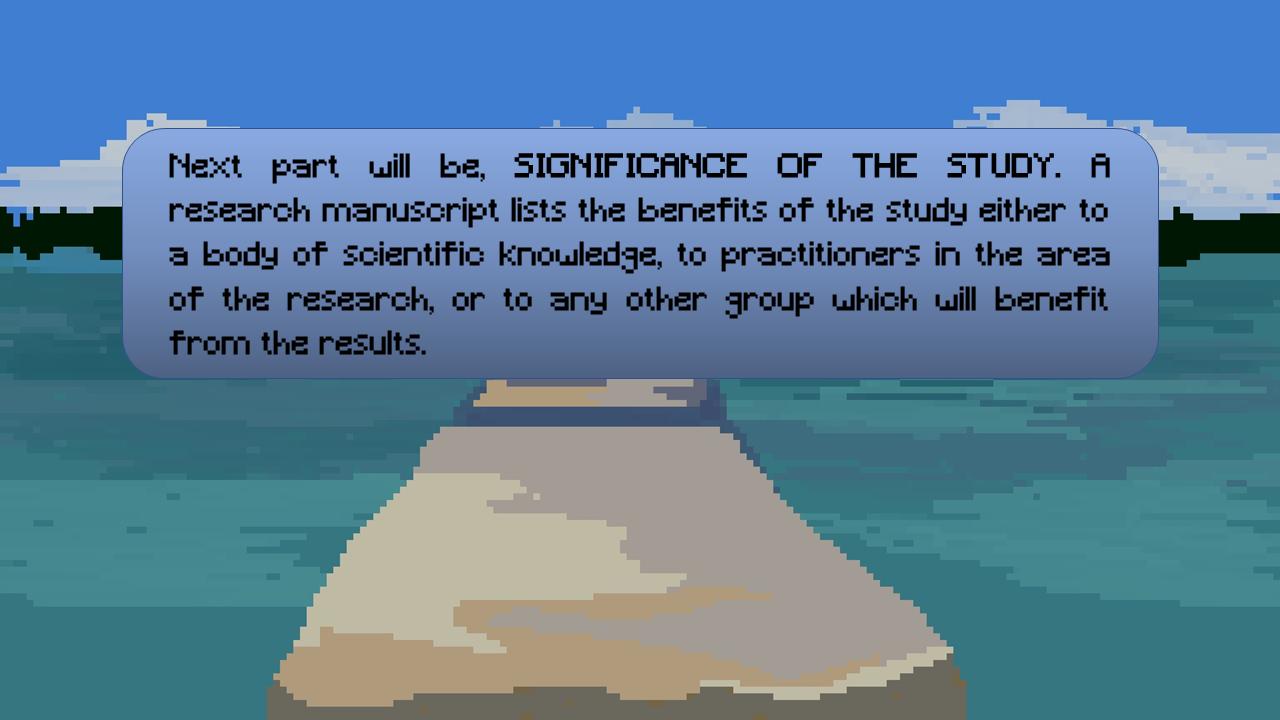 Next part will be, SIGNIFICANCE OF THE STUDY. A
research manuscript lists the benefits of the study either to
a body of scientific knowledge, to practitioners in the area
of the research, or to any other group which will benefit
from the results.